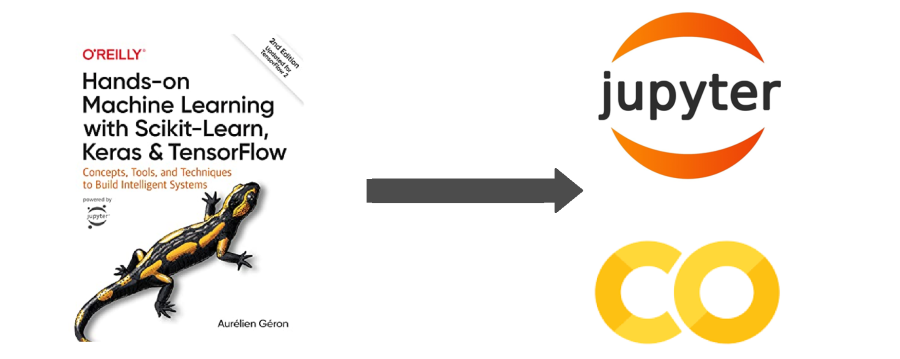 O'REILLY®
2nd Edition
Updated for
TensorFlow 2
Hands-on
Machine Learning
with Scikit-Learn,
Keras & TensorFlow
Concepts, Tools, and Techniques
to Build Intelligent Systems
powered by
jupyter
Aurélien Géron
jupyter
CO